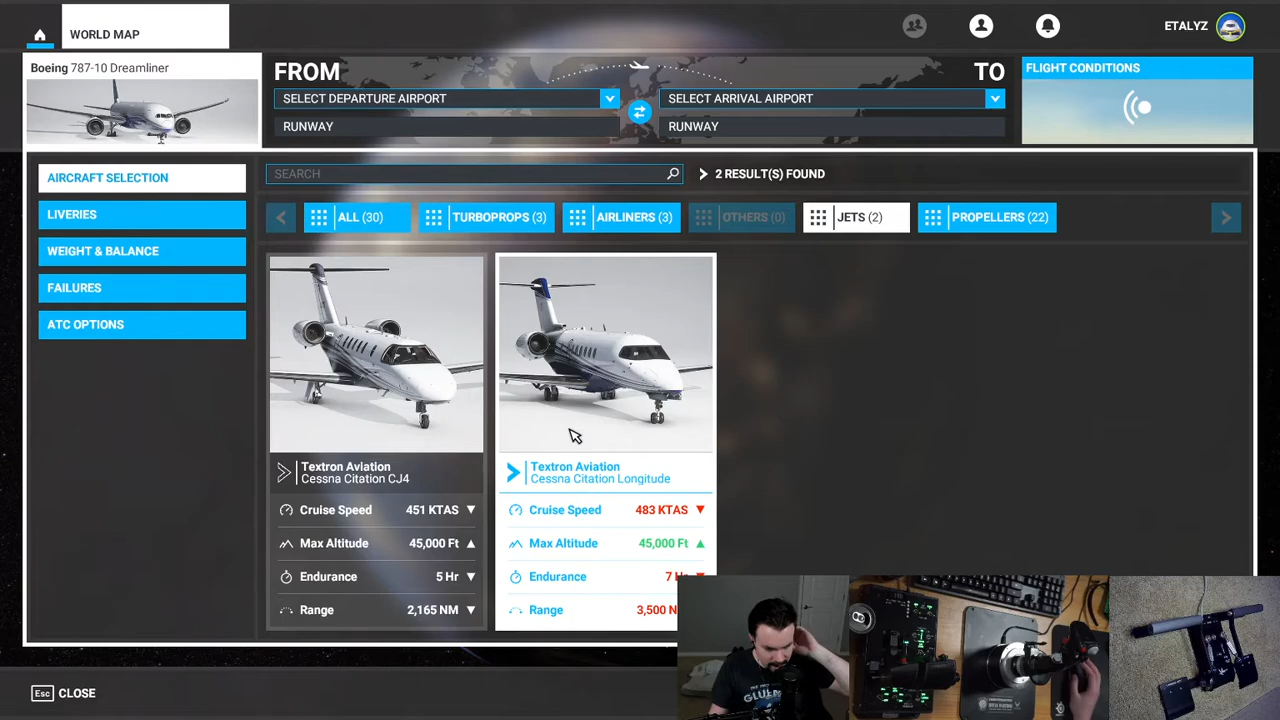 WORLD MAP
ETALYZ
Boeing 787-10 Dreamliner
FROM
TO
SELECT DEPARTURE AIRPORT
SELECT ARRIVAL AIRPORT
RUNWAY
RUNWAY
FLIGHT CONDITIONS
AIRCRAFT SELECTION
LIVERIES
WEIGHT & BALANCE
FAILURES
ATC OPTIONS
SEARCH
2 RESULT(S) FOUND
ALL (30)
TURBOPROPS (3)
AIRLINERS (3)
OTHERS (0)
JETS (2)
PROPELLERS (22)
Textron Aviation
Cessna Citation CJ4
Cruise Speed 451 KTAS
Max Altitude 45,000 Ft
Endurance 5 Hr
Range 2,165 NM
Textron Aviation
Cessna Citation Longitude
Cruise Speed 483 KTAS
Max Altitude 45,000 Ft
Endurance 7
Range 3,500
Esc CLOSE